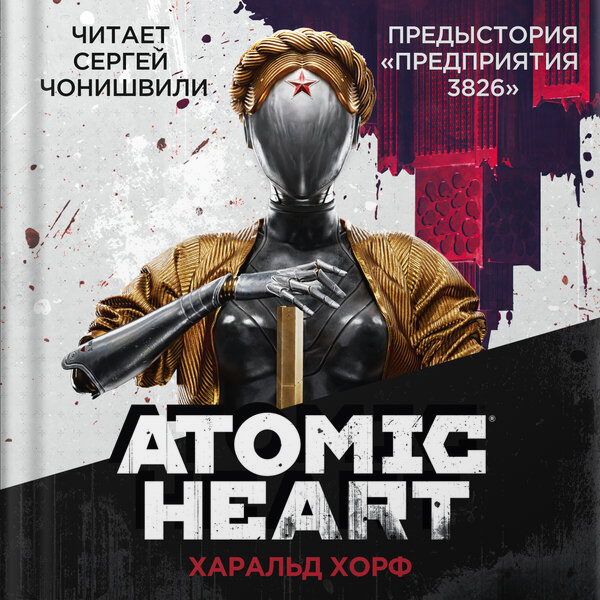 ЧИТАЕТ
СЕРГЕЙ
ЧОНИШВИЛИ
ПРЕДЫСТОРИЯ
«ПРЕДПРИЯТИЯ
3826»
ATOMIC®
HEART
ХАРАЛЬД ХОРФ